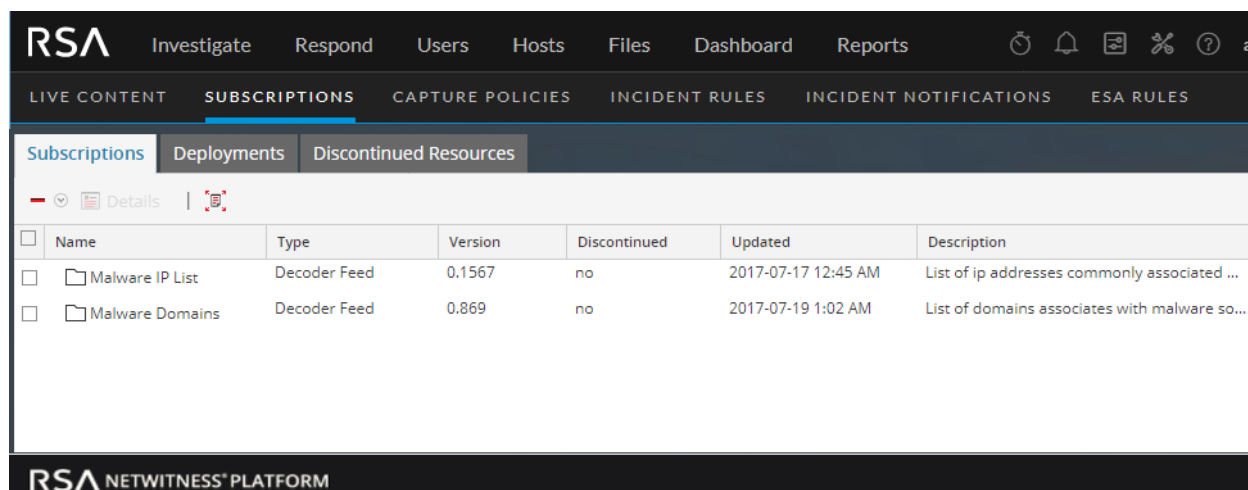 RSA Investigate Respond Users Hosts Files Dashboard Reports
LIVE CONTENT SUBSCRIPTIONS CAPTURE POLICIES INCIDENT RULES INCIDENT NOTIFICATIONS ESA RULES
Subscriptions Deployments Discontinued Resources
Details
Name Type Version Discontinued Updated Description
Malware IP List Decoder Feed 0.1567 no 2017-07-17 12:45 AM List of ip addresses commonly associated ...
Malware Domains Decoder Feed 0.869 no 2017-07-19 1:02 AM List of domains associates with malware so...
RSA NETWITNESS® PLATFORM